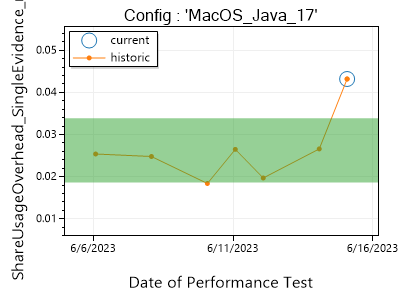 Config : 'MacOS_Java_17'
current
historic
0.05
0.04
0.03
0.02
0.01
ShareUsageOverhead_SingleEvidence_
6/6/2023
6/11/2023
6/16/2023
Date of Performance Test